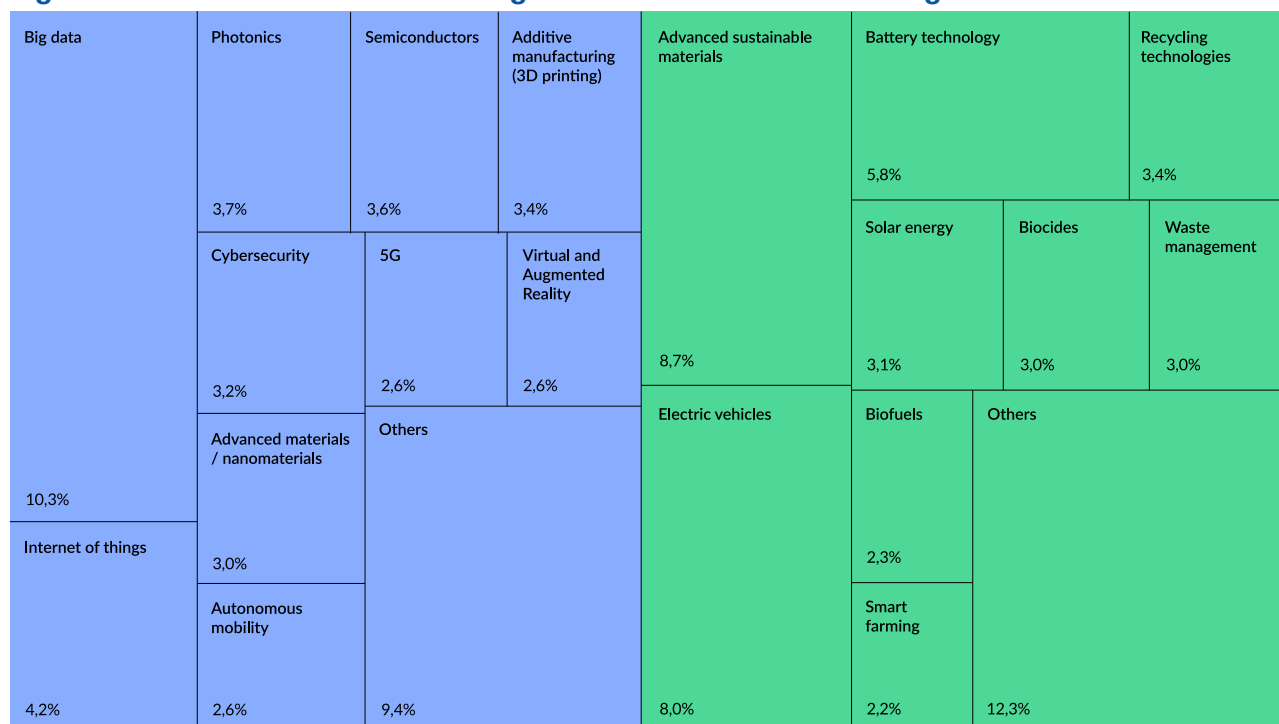 Big data
10,3%
Internet of things
4,2%
Photonics
3,7%
Semiconductors
3,6%
Additive
manufacturing
(3D printing)
3,4%
Cybersecurity
3,2%
5G
2,6%
Virtual and
Augmented
Reality
2,6%
Advanced materials
/ nanomaterials
3,0%
Autonomous
mobility
2,6%
Others
9,4%
Advanced sustainable
materials
8,7%
Electric vehicles
8,0%
Battery technology
5,8%
Recycling
technologies
3,4%
Solar energy
3,1%
Biocides
3,0%
Waste
management
3,0%
Biofuels
2,3%
Smart
farming
2,2%
Others
12,3%